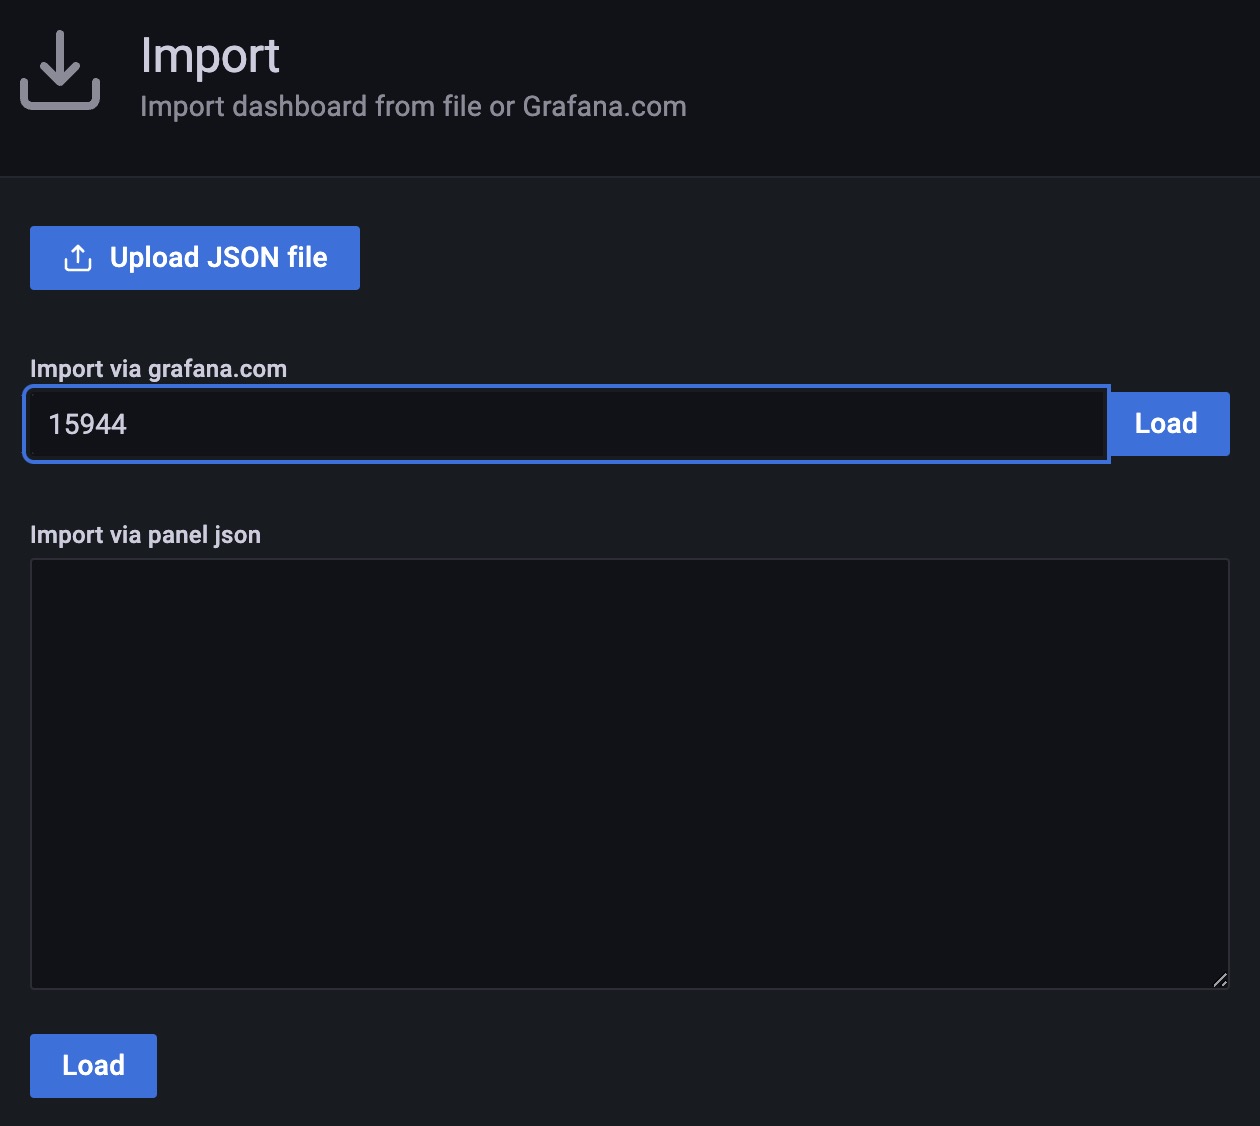 Import
Import dashboard from file or Grafana.com
Upload JSON file
Import via grafana.com
15944
Load
Import via panel json
Load